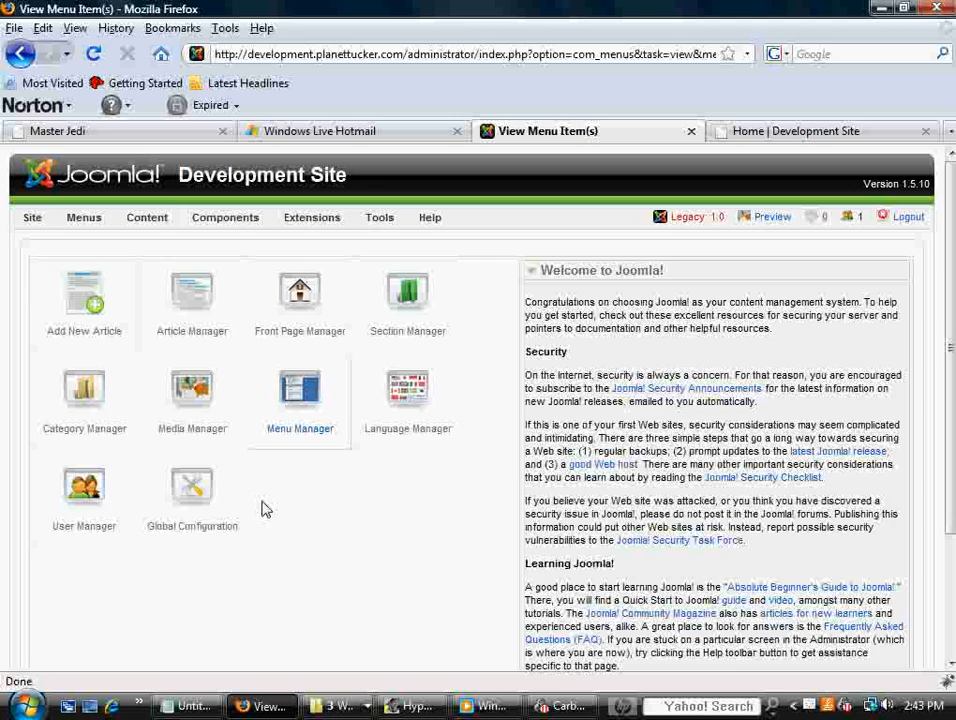 View Menu Item(s) - Mozilla Firefox
File Edit View History Bookmarks Tools Help
http://development.planettucker.com/administrator/index.php?option=com_menus&task=view&me
Google
Most Visited Getting Started Latest Headlines
Norton Expired
Master Jedi
Windows Live Hotmail
View Menu Item(s)
Home | Development Site
Joomla! Development Site
Version 1.5.10
Site Menus Content Components Extensions Tools Help
Legacy: 1.0 Preview 0 1 Logout
Add New Article
Article Manager
Front Page Manager
Section Manager
Category Manager
Media Manager
Menu Manager
Language Manager
User Manager
Global Configuration
Welcome to Joomla!
Congratulations on choosing Joomla! as your content management system. To help
you get started, check out these excellent resources for securing your server and
pointers to documentation and other helpful resources.
Security
On the Internet, security is always a concern. For that reason, you are encouraged
to subscribe to the Joomla! Security Announcements for the latest information on
new Joomla! releases, emailed to you automatically.
If this is one of your first Web sites, security considerations may seem complicated
and intimidating. There are three simple steps that go a long way towards securing
a Web site: (1) regular backups; (2) prompt updates to the latest Joomla! release;
and (3) a good Web host. There are many other important security considerations
that you can learn about by reading the Joomla! Security Checklist.
If you believe your Web site was attacked, or you think you have discovered a
security issue in Joomla!, please do not post it in the Joomla! forums. Publishing this
information could put other Web sites at risk. Instead, report possible security
vulnerabilities to the Joomla! Security Task Force.
Learning Joomla!
A good place to start learning Joomla! is the "Absolute Beginner's Guide to Joomla!."
There, you will find a Quick Start to Joomla! guide and video, amongst many other
tutorials. The Joomla! Community Magazine also has articles for new learners and
experienced users, alike. A great place to look for answers is the Frequently Asked
Questions (FAQ). If you are stuck on a particular screen in the Administrator (which
is where you are now), try clicking the Help toolbar button to get assistance
specific to that page.
Done
Untit... View... 3 W... Hyp... Win... Carb... Yahoo! Search 2:43 PM